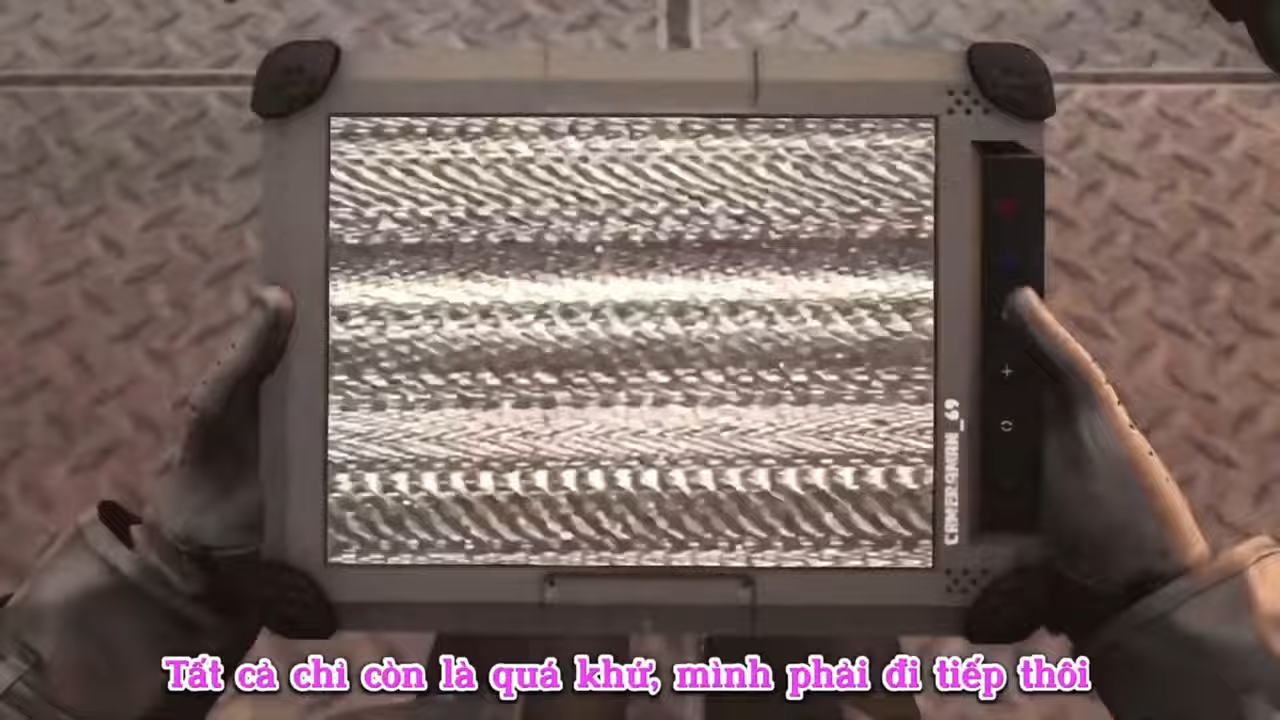 Tất cả chỉ còn là quá khứ, mình phải đi tiếp thôi